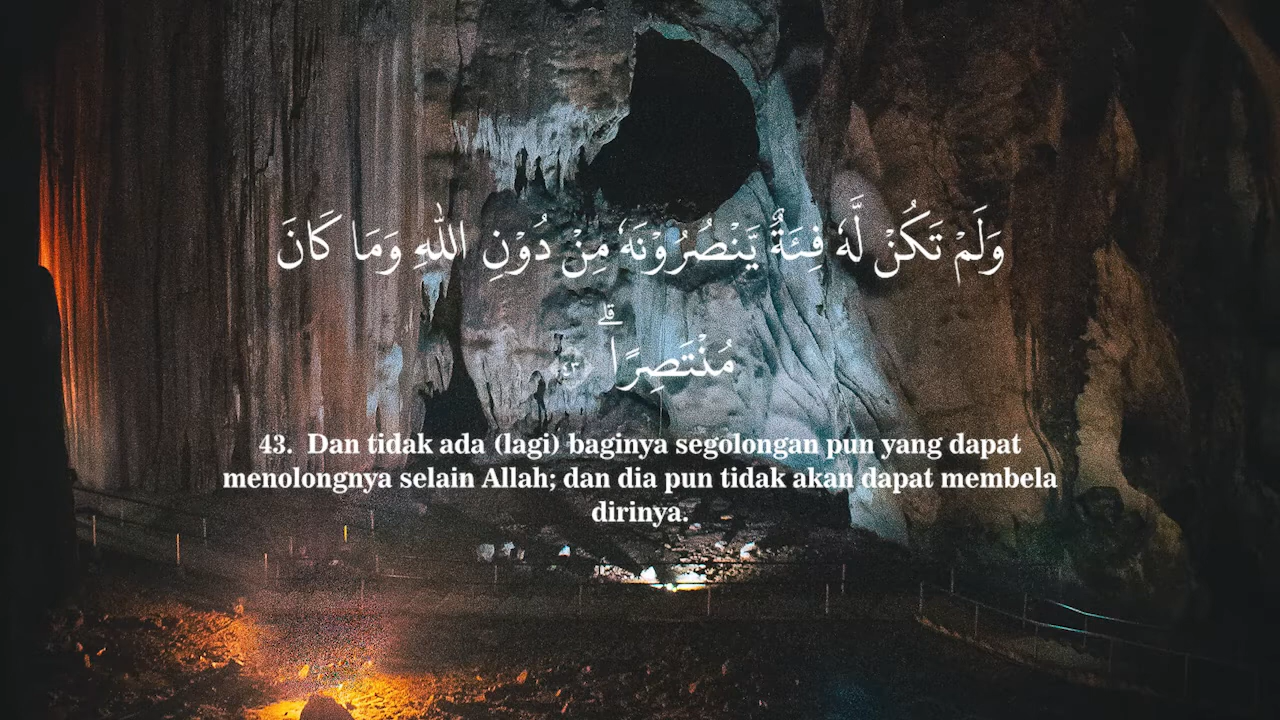 وَلَمْ تَكُنْ لَّهٗ فِئَةٌ يَّنْصُرُوْنَهٗ مِنْ دُوْنِ اللّٰهِ وَمَا كَانَ
مُنْتَصِرًاۗ ٤٣
43. Dan tidak ada (lagi) baginya segolongan pun yang dapat
menolongnya selain Allah; dan dia pun tidak akan dapat membela
dirinya.